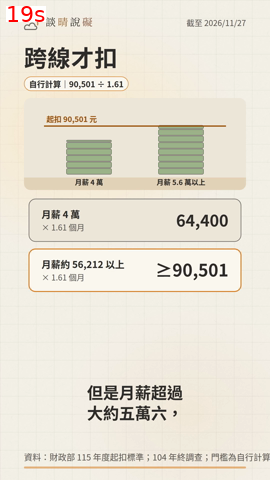 19s
談晴說礙
截至 2026/11/27
跨線才扣
自行計算｜90,501 ÷ 1.61
起扣 90,501 元
月薪 4 萬
月薪 5.6 萬以上
月薪 4 萬
× 1.61 個月
64,400
月薪約 56,212 以上
× 1.61 個月
≥90,501
但是月薪超過
大約五萬六，
資料：財政部 115 年度起扣標準；104 年終調查；門檻為自行計算